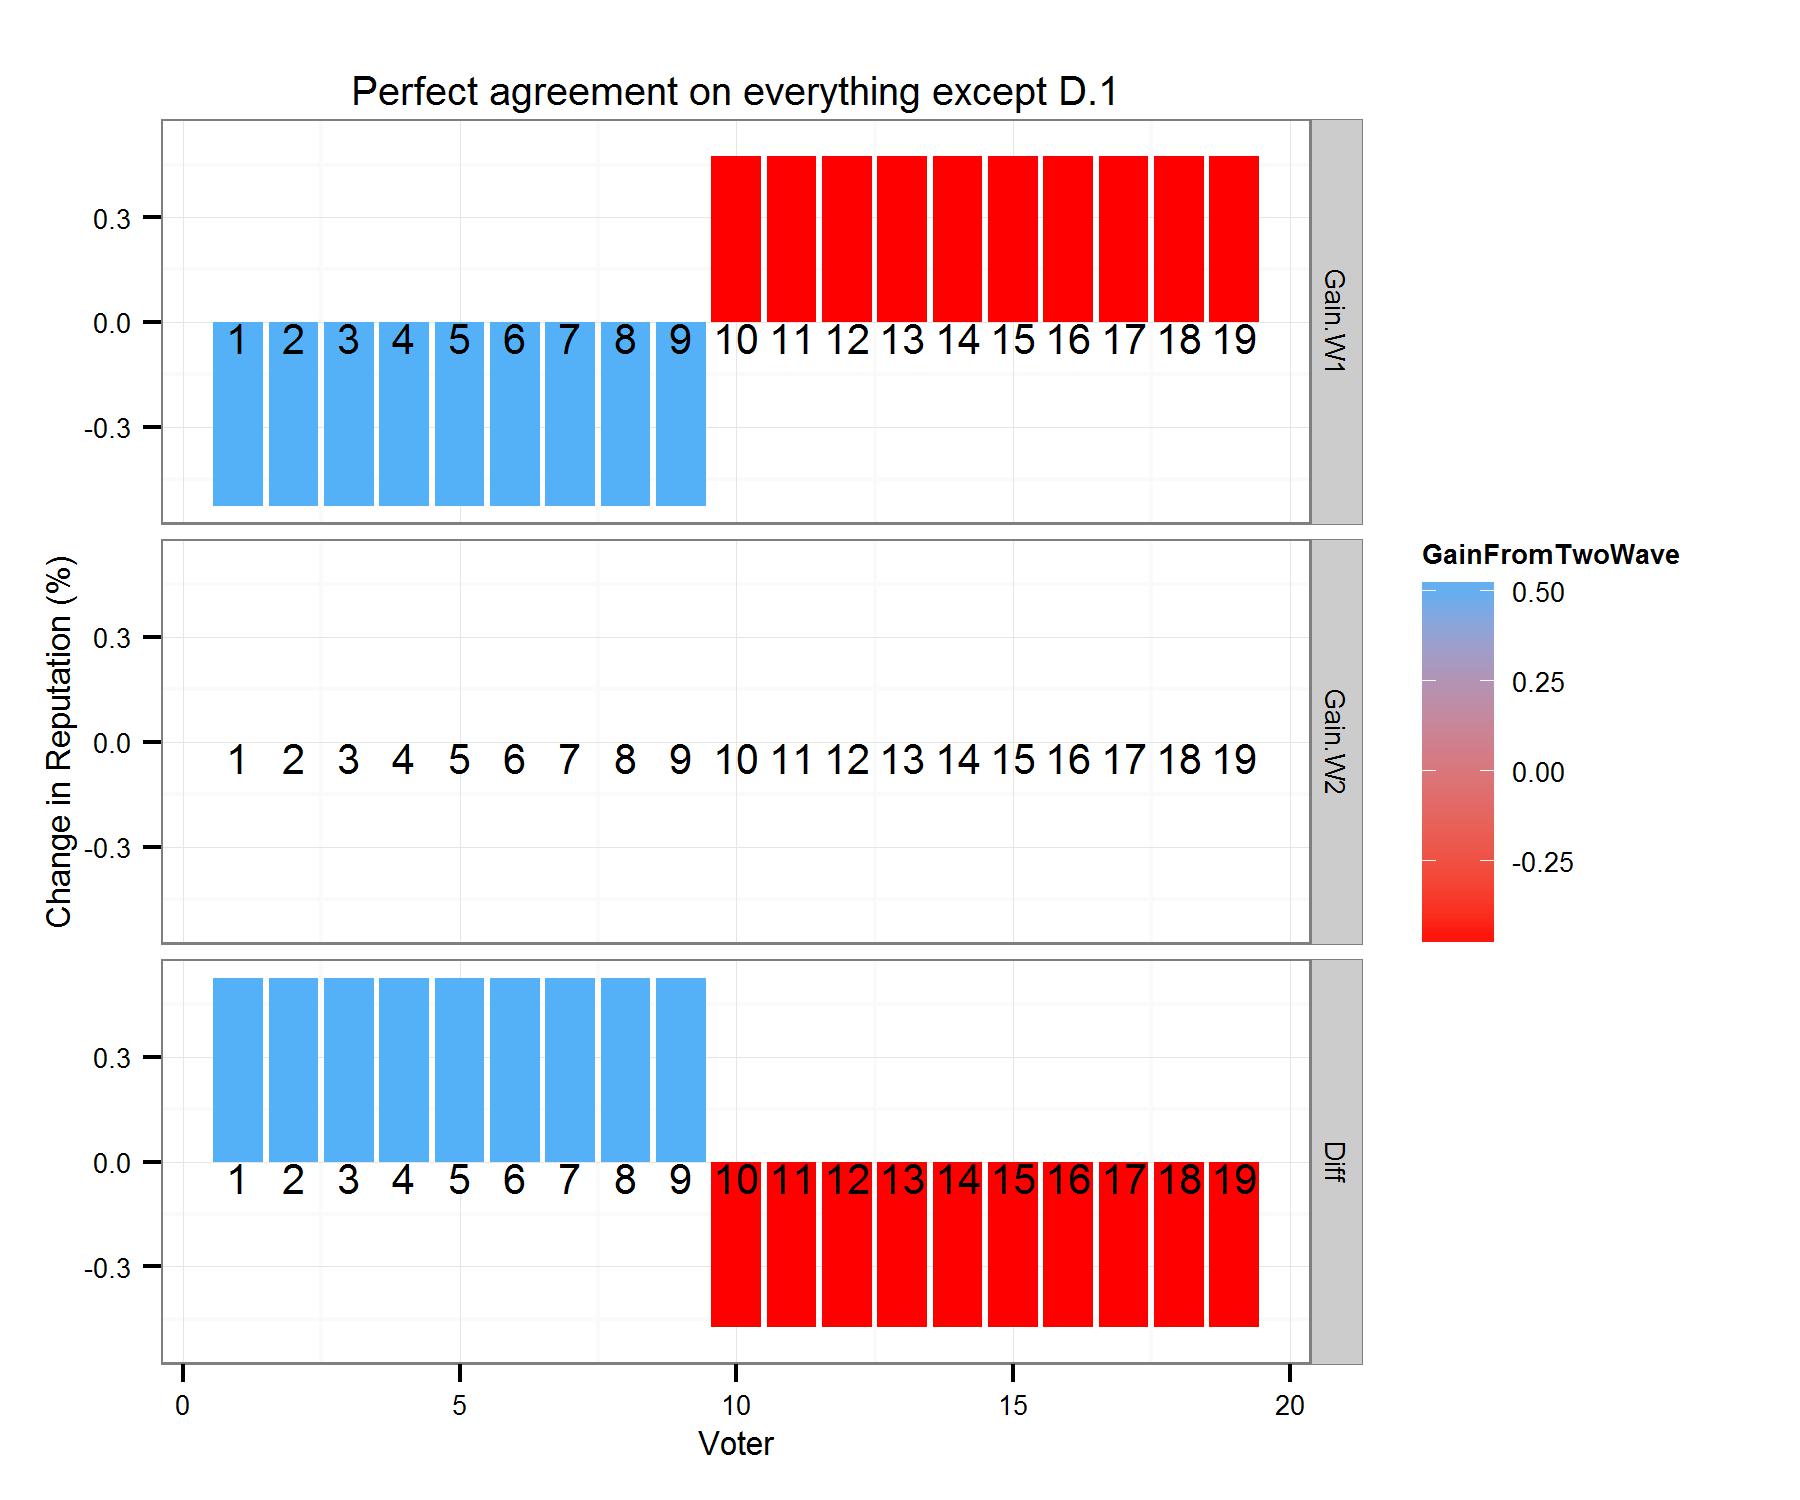 Perfect agreement on everything except D.1
Change in Reputation (%)
0.3
0.0
-0.3
1 2 3 4 5 6 7 8 9 10 11 12 13 14 15 16 17 18 19
Gain.W1
0.3
0.0
-0.3
1 2 3 4 5 6 7 8 9 10 11 12 13 14 15 16 17 18 19
Gain.W2
0.3
0.0
-0.3
1 2 3 4 5 6 7 8 9 10 11 12 13 14 15 16 17 18 19
Diff
0 5 10 15 20
Voter
GainFromTwoWave
0.50
0.25
0.00
-0.25